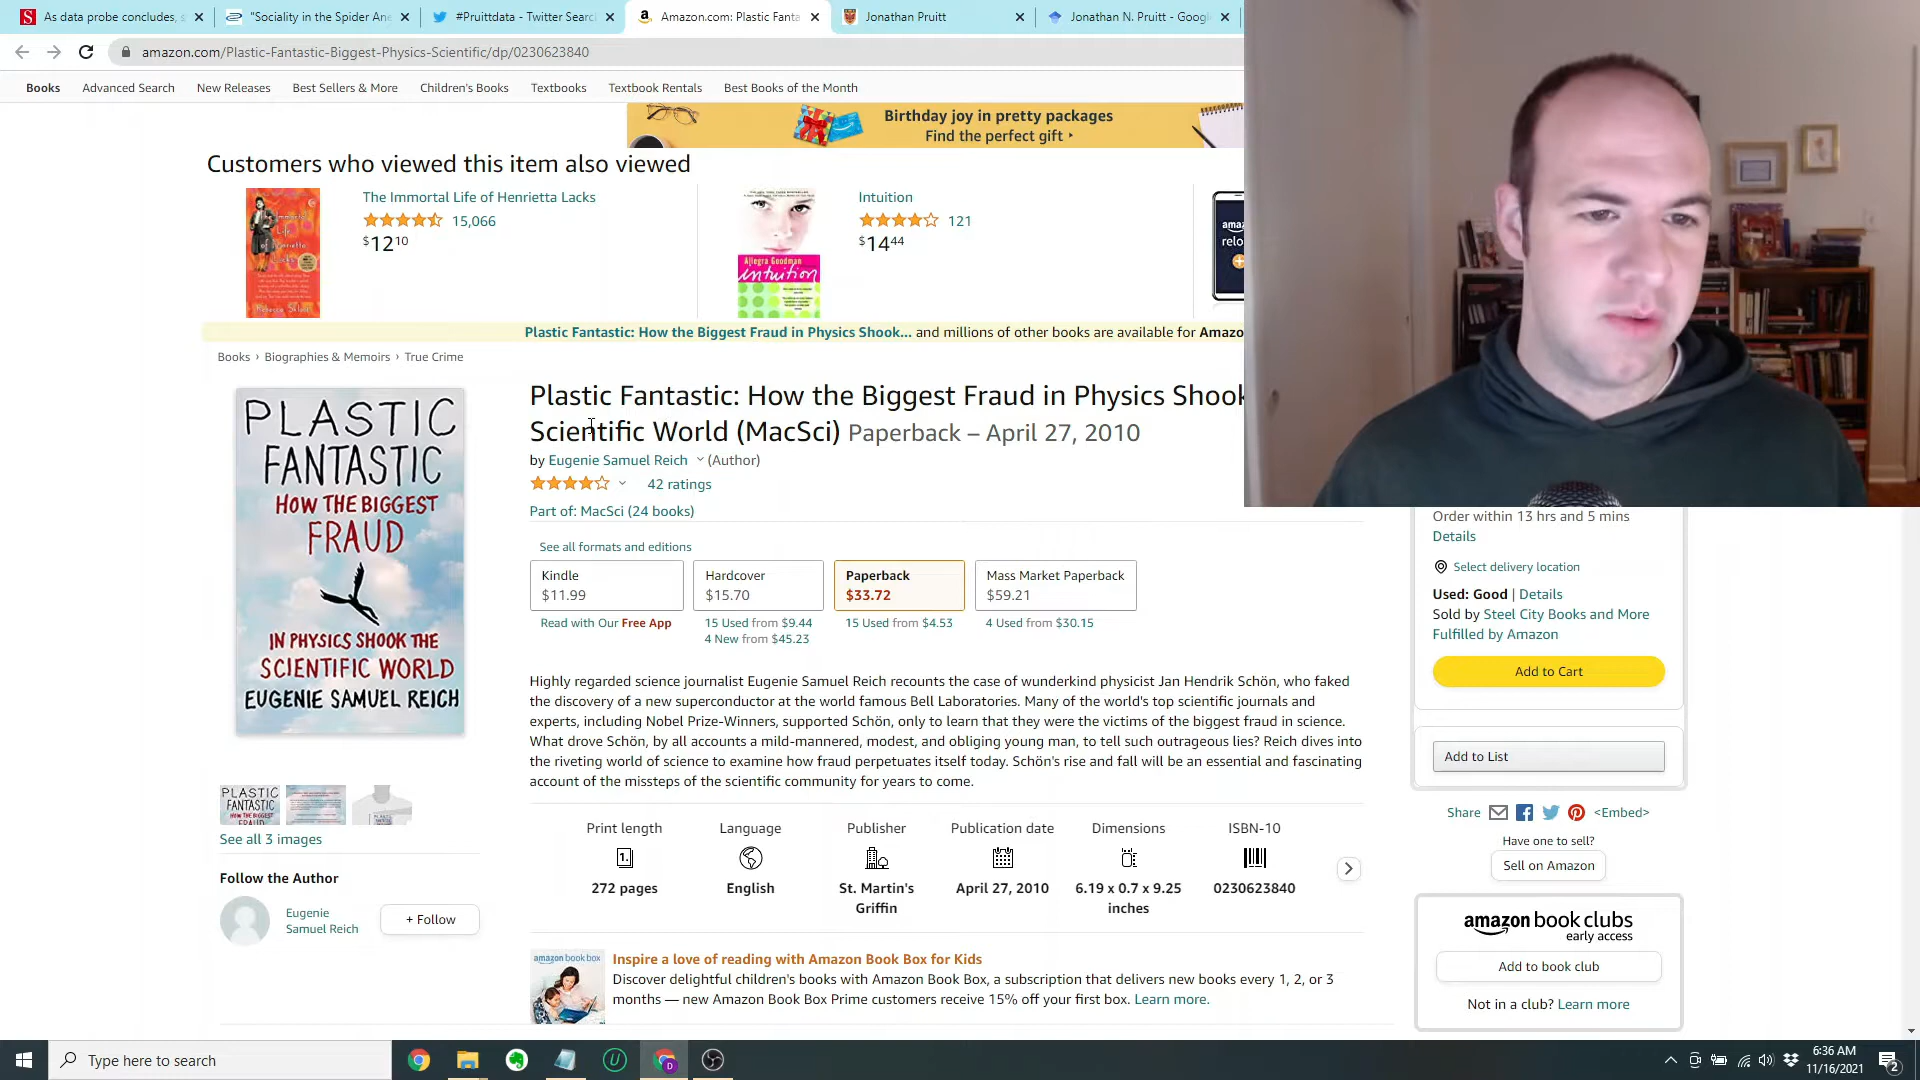 As data probe concludes, s
"Sociality in the Spider Ane
#Pruittdata - Twitter Searc
Amazon.com: Plastic Fanta
Jonathan Pruitt
Jonathan N. Pruitt - Googl
amazon.com/Plastic-Fantastic-Biggest-Physics-Scientific/dp/0230623840
Books Advanced Search New Releases Best Sellers & More Children's Books Textbooks Textbook Rentals Best Books of the Month
Birthday joy in pretty packages
Find the perfect gift
Customers who viewed this item also viewed
The Immortal Life of Henrietta Lacks
15,066
$12 10
Allegra Goodman
intuition
Intuition
121
$14 44
amaz
relo
Plastic Fantastic: How the Biggest Fraud in Physics Shook... and millions of other books are available for Amazo
Books › Biographies & Memoirs › True Crime
PLASTIC
FANTASTIC
HOW THE BIGGEST
FRAUD
IN PHYSICS SHOOK THE
SCIENTIFIC WORLD
EUGENIE SAMUEL REICH
See all 3 images
Follow the Author
Eugenie
Samuel Reich
+ Follow
Plastic Fantastic: How the Biggest Fraud in Physics Shook
Scientific World (MacSci) Paperback – April 27, 2010
by Eugenie Samuel Reich (Author)
42 ratings
Part of: MacSci (24 books)
See all formats and editions
Kindle
$11.99
Read with Our Free App
Hardcover
$15.70
15 Used from $9.44
4 New from $45.23
Paperback
$33.72
15 Used from $4.53
Mass Market Paperback
$59.21
4 Used from $30.15
Highly regarded science journalist Eugenie Samuel Reich recounts the case of wunderkind physicist Jan Hendrik Schön, who faked
the discovery of a new superconductor at the world famous Bell Laboratories. Many of the world's top scientific journals and
experts, including Nobel Prize-Winners, supported Schön, only to learn that they were the victims of the biggest fraud in science.
What drove Schön, by all accounts a mild-mannered, modest, and obliging young man, to tell such outrageous lies? Reich dives into
the riveting world of science to examine how fraud perpetuates itself today. Schön's rise and fall will be an essential and fascinating
account of the missteps of the scientific community for years to come.
Print length
272 pages
Language
English
Publisher
St. Martin's
Griffin
Publication date
April 27, 2010
Dimensions
6.19 x 0.7 x 9.25
inches
ISBN-10
0230623840
amazon book box
Inspire a love of reading with Amazon Book Box for Kids
Discover delightful children's books with Amazon Book Box, a subscription that delivers new books every 1, 2, or 3
months — new Amazon Book Box Prime customers receive 15% off your first box. Learn more.
Order within 13 hrs and 5 mins
Details
Select delivery location
Used: Good | Details
Sold by Steel City Books and More
Fulfilled by Amazon
Add to Cart
Add to List
Share <Embed>
Have one to sell?
Sell on Amazon
amazon book clubs
early access
Add to book club
Not in a club? Learn more
Type here to search
6:36 AM
11/16/2021
2